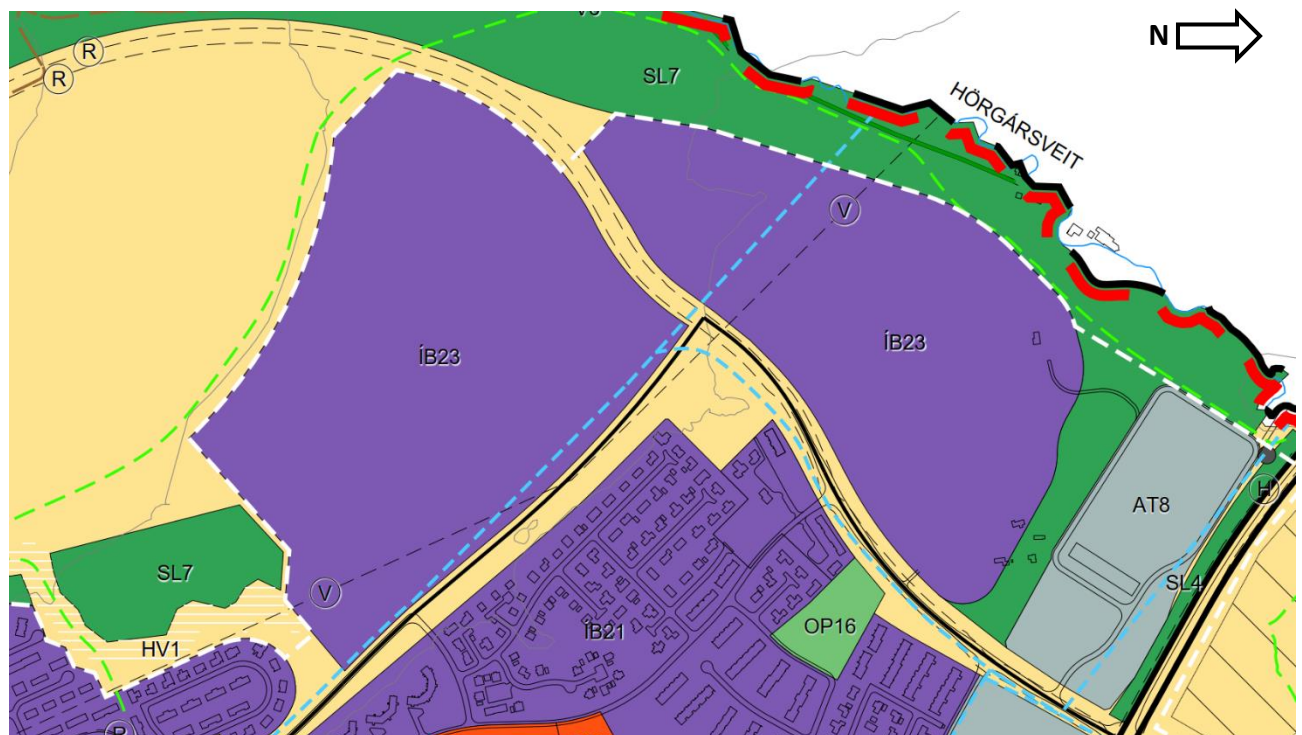 N
R
R
SL7
HÖRGÁRSVEIT
V
ÍB23
ÍB23
H
AT8
SL7
SL4
V
ÍB21
OP16
HV1